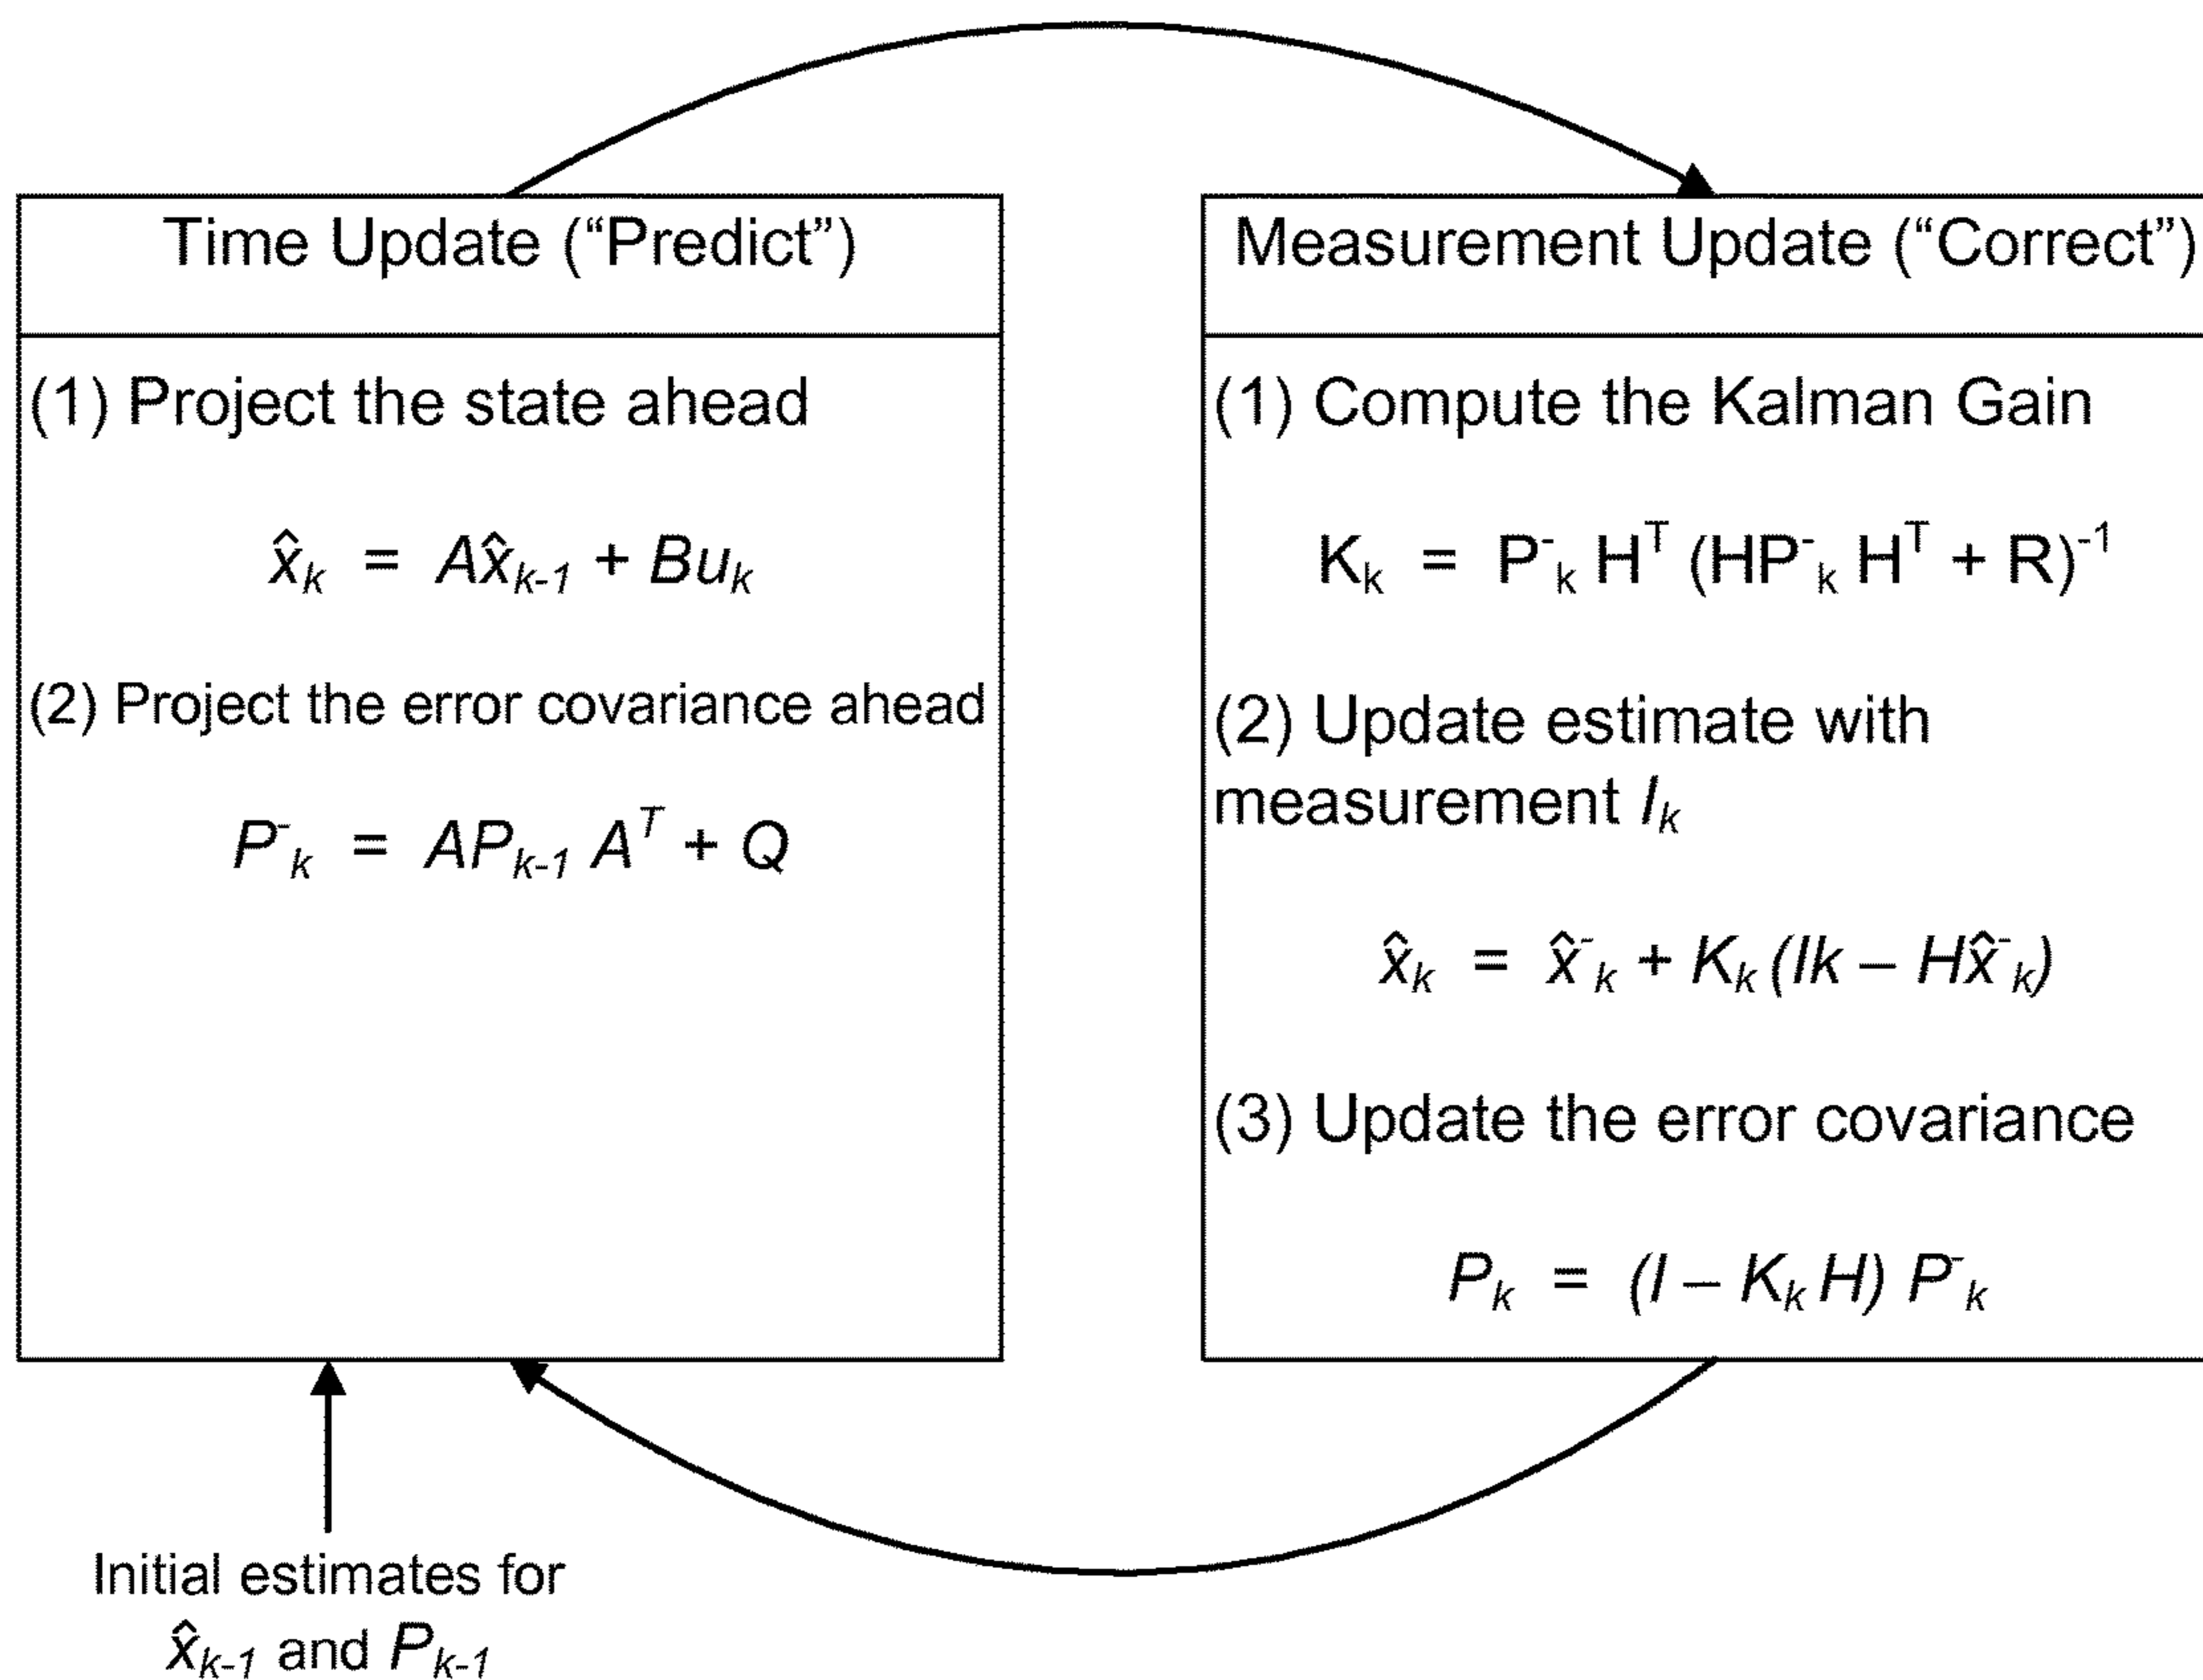 Time Update (“Predict”)
(1) Project the state ahead
x̂ₖ = Ax̂ₖ₋₁ + Buₖ
(2) Project the error covariance ahead
P⁻ₖ = APₖ₋₁ Aᵀ + Q
Measurement Update (“Correct”)
(1) Compute the Kalman Gain
Kₖ = P⁻ₖ Hᵀ (HP⁻ₖ Hᵀ + R)⁻¹
(2) Update estimate with
measurement Iₖ
x̂ₖ = x̂⁻ₖ + Kₖ (Ik – Hx̂⁻ₖ)
(3) Update the error covariance
Pₖ = (I – Kₖ H) P⁻ₖ
Initial estimates for
x̂ₖ₋₁ and Pₖ₋₁